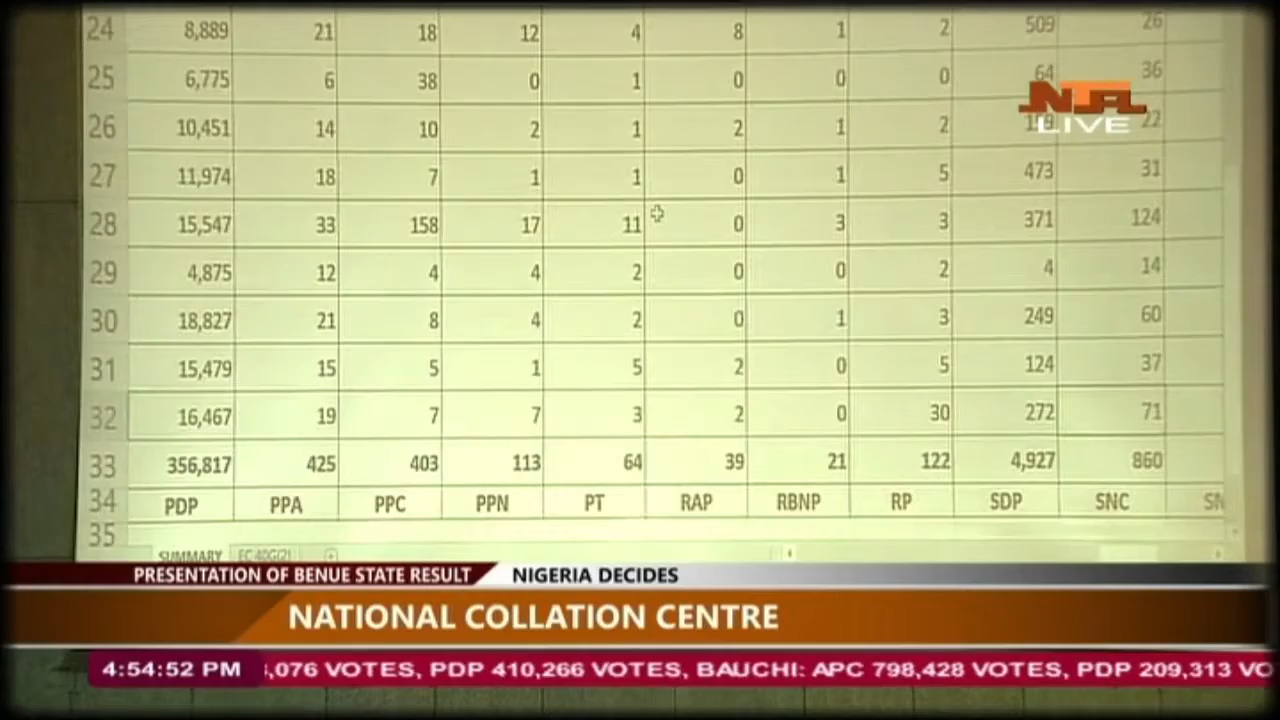 24 8,889 21 18 12 4 8 1 2 509 26
25 6,775 6 38 0 1 0 0 0 64 36
NTA
LIVE
26 10,451 14 10 2 1 2 1 2 22
27 11,974 18 7 1 1 0 1 5 473 31
28 15,547 33 158 17 11 0 3 3 371 124
29 4,875 12 4 4 2 0 0 2 4 14
30 18,827 21 8 4 2 0 1 3 249 60
31 15,479 15 5 1 5 2 0 5 124 37
32 16,467 19 7 7 3 2 0 30 272 71
33 356,817 425 403 113 64 39 21 122 4,927 860
34 PDP PPA PPC PPN PT RAP RBNP RP SDP SNC SN
35
SUMMARY EC 40G(2)
PRESENTATION OF BENUE STATE RESULT NIGERIA DECIDES
NATIONAL COLLATION CENTRE
4:54:52 PM ,076 VOTES, PDP 410,266 VOTES, BAUCHI: APC 798,428 VOTES, PDP 209,313 VO